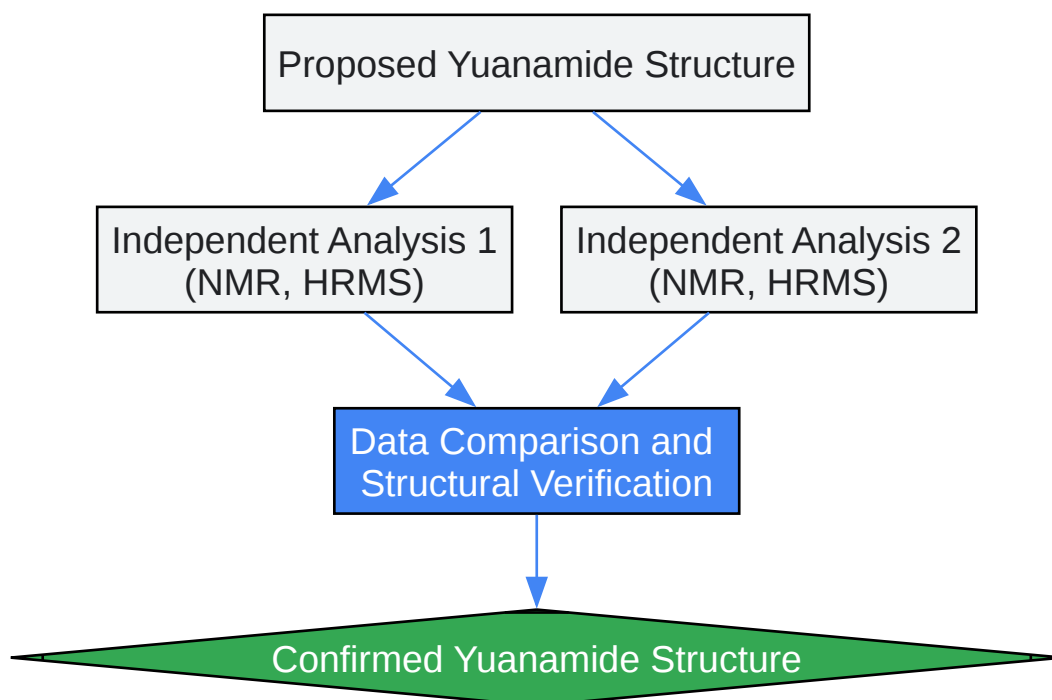 Proposed Yuanamide Structure
Independent Analysis 1
(NMR, HRMS)
Independent Analysis 2
(NMR, HRMS)
Data Comparison and
Structural Verification
Confirmed Yuanamide Structure